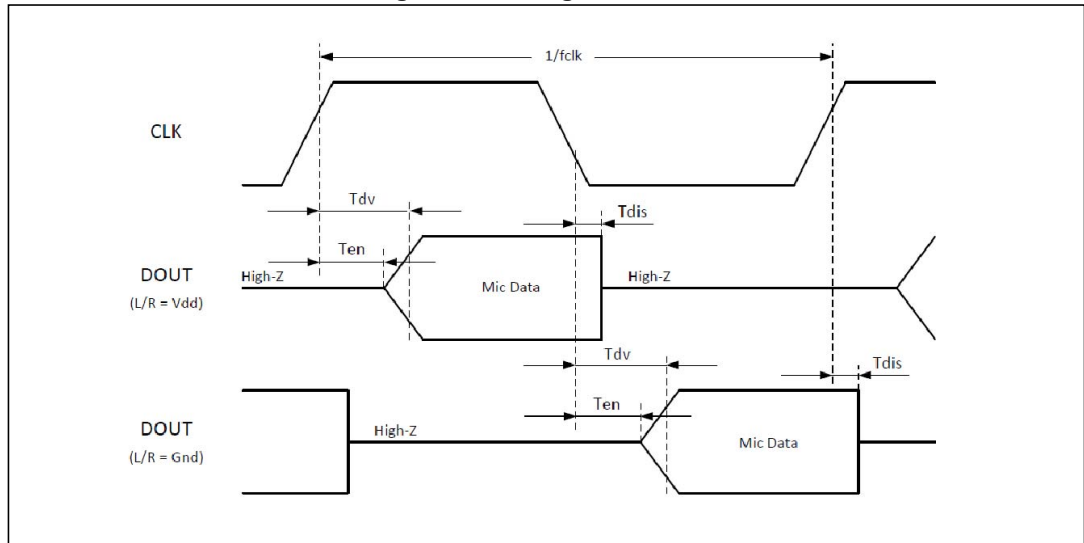 1/fclk
CLK
Tdv
Tdis
Ten
High-Z
DOUT
(L/R = Vdd)
Mic Data
High-Z
Tdv
Tdis
Ten
DOUT
(L/R = Gnd)
High-Z
Mic Data